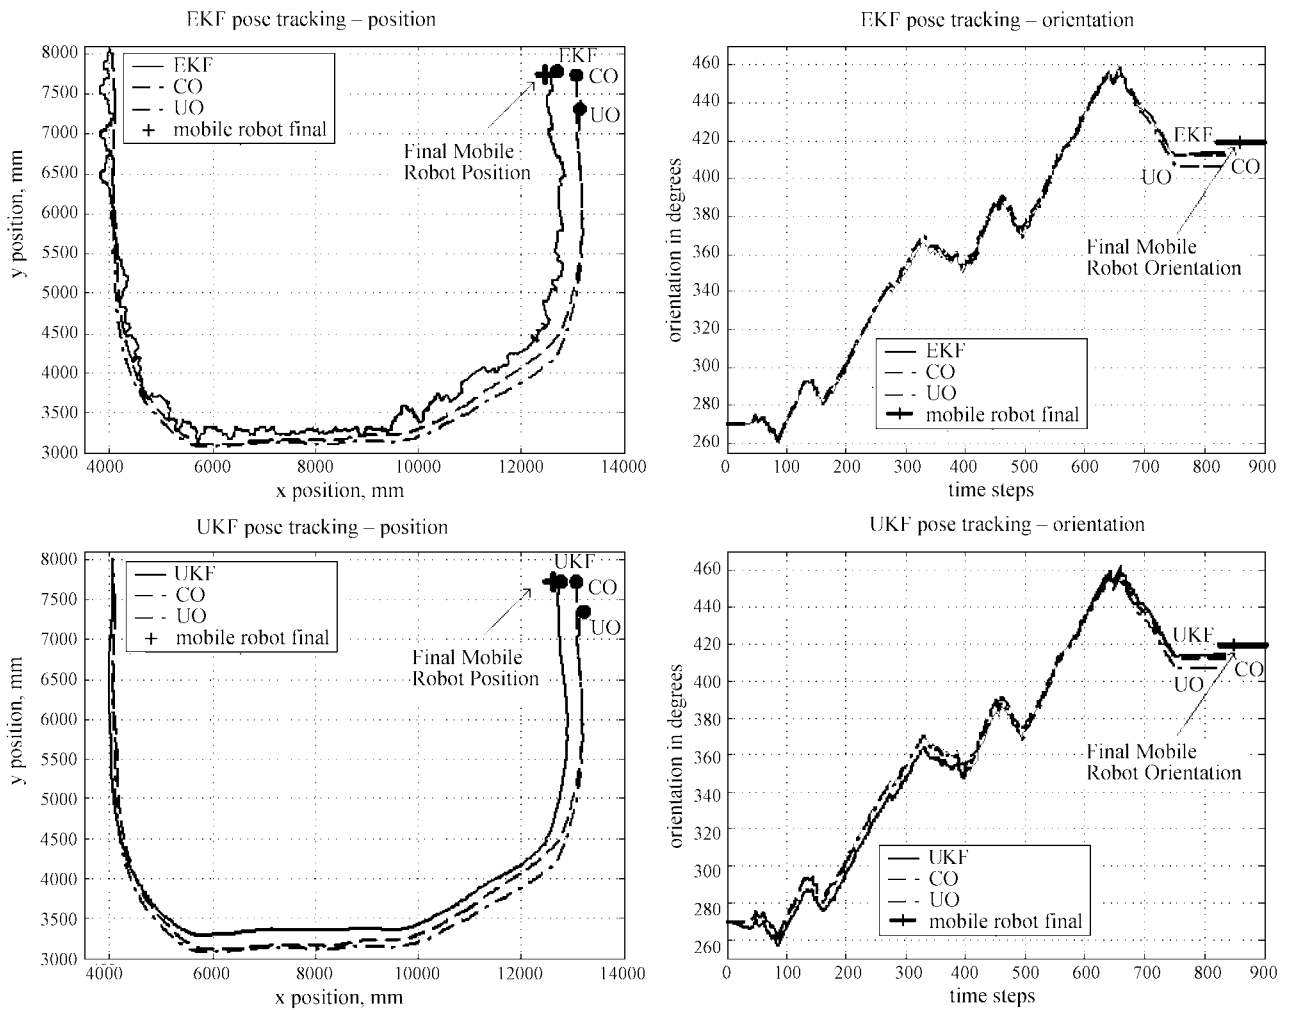 EKF pose tracking – position
8000
7500
7000
6500
6000
5500
5000
4500
4000
3500
3000
4000
6000
8000
10000
12000
14000
y position, mm
x position, mm
EKF
CO
UO
mobile robot final
EKF
CO
UO
Final Mobile
Robot Position
EKF pose tracking – orientation
460
440
420
400
380
360
340
320
300
280
260
0
100
200
300
400
500
600
700
800
900
orientation in degrees
time steps
EKF
CO
UO
mobile robot final
EKF
UO
CO
Final Mobile
Robot Orientation
UKF pose tracking – position
8000
7500
7000
6500
6000
5500
5000
4500
4000
3500
3000
4000
6000
8000
10000
12000
14000
y position, mm
x position, mm
UKF
CO
UO
mobile robot final
UKF
CO
UO
Final Mobile
Robot Position
UKF pose tracking – orientation
460
440
420
400
380
360
340
320
300
270
280
260
0
100
200
300
400
500
600
700
800
900
orientation in degrees
time steps
UKF
CO
UO
mobile robot final
UKF
UO
CO
Final Mobile
Robot Orientation